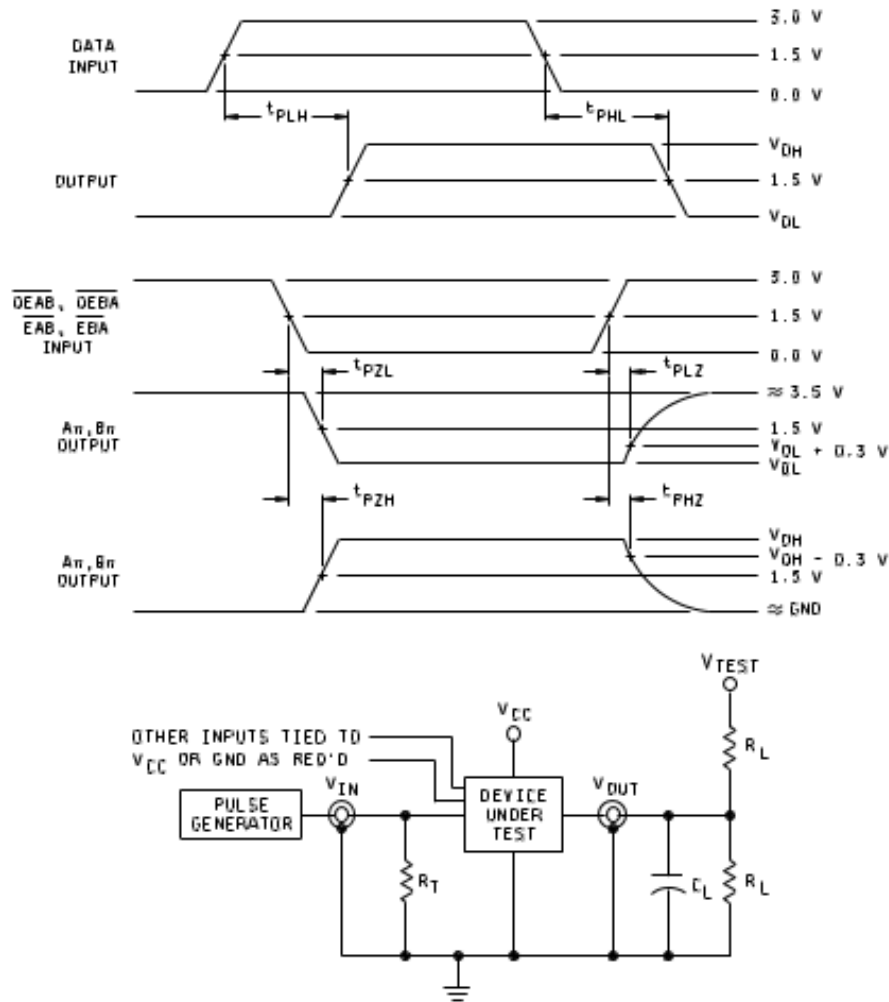 3.0 V
DATA
INPUT
1.5 V
0.0 V
tPLH
tPHL
VOH
OUTPUT
1.5 V
VOL
3.0 V
OEAB, OEBA
EAB, EBA
INPUT
1.5 V
0.0 V
tPZL
tPLZ
≈ 3.5 V
An, Bn
OUTPUT
1.5 V
VOL + 0.3 V
VOL
tPZH
tPHZ
VOH
An, Bn
OUTPUT
VOH - 0.3 V
1.5 V
≈ GND
VTEST
VCC
OTHER INPUTS TIED TO
VCC OR GND AS REQ'D
RL
VIN
PULSE
GENERATOR
DEVICE
UNDER
TEST
VOUT
RT
CL
RL